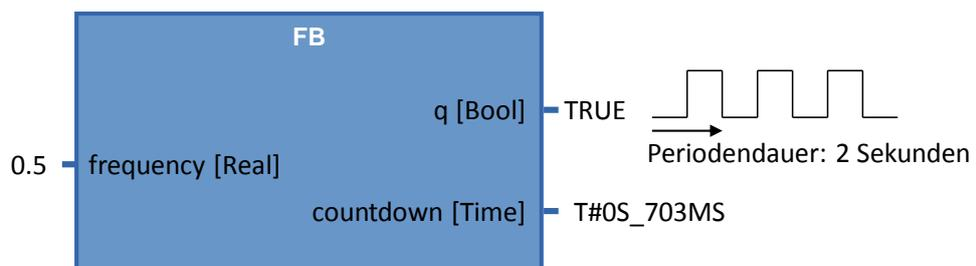 FB
q [Bool]
TRUE
Periodendauer: 2 Sekunden
0.5
frequency [Real]
countdown [Time]
T#0S_703MS